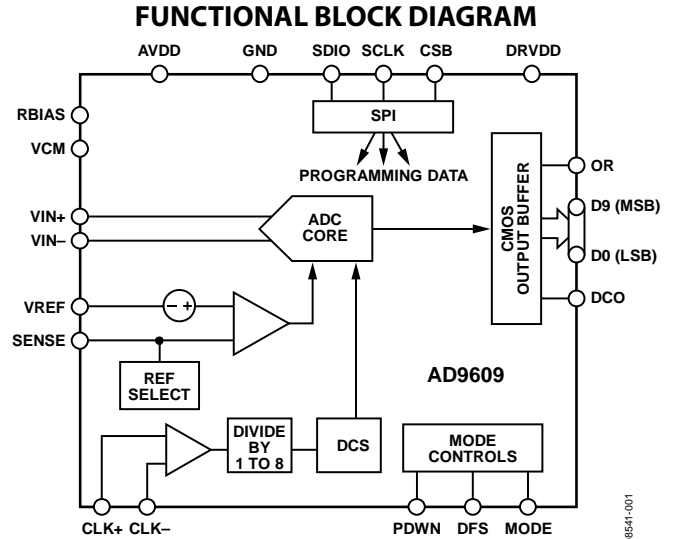 FUNCTIONAL BLOCK DIAGRAM
AVDD
GND
SDIO
SCLK
CSB
DRVDD
RBIAS
VCM
SPI
PROGRAMMING DATA
VIN+
VIN–
ADC
CORE
CMOS
OUTPUT BUFFER
OR
D9 (MSB)
D0 (LSB)
DCO
VREF
– +
SENSE
REF
SELECT
AD9609
DIVIDE
BY
1 TO 8
DCS
MODE
CONTROLS
CLK+
CLK–
PDWN
DFS
MODE
8541-001